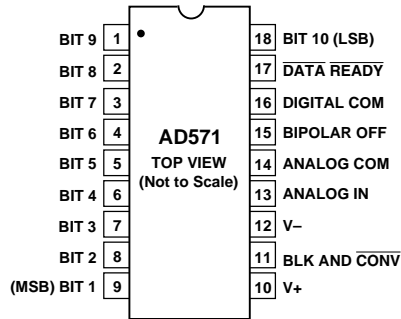 BIT 9 1 18 BIT 10 (LSB)
BIT 8 2 17 DATA READY
BIT 7 3 16 DIGITAL COM
BIT 6 4 15 BIPOLAR OFF
AD571
BIT 5 5 14 ANALOG COM
TOP VIEW
(Not to Scale)
BIT 4 6 13 ANALOG IN
BIT 3 7 12 V–
BIT 2 8 11 BLK AND CONV
(MSB) BIT 1 9 10 V+